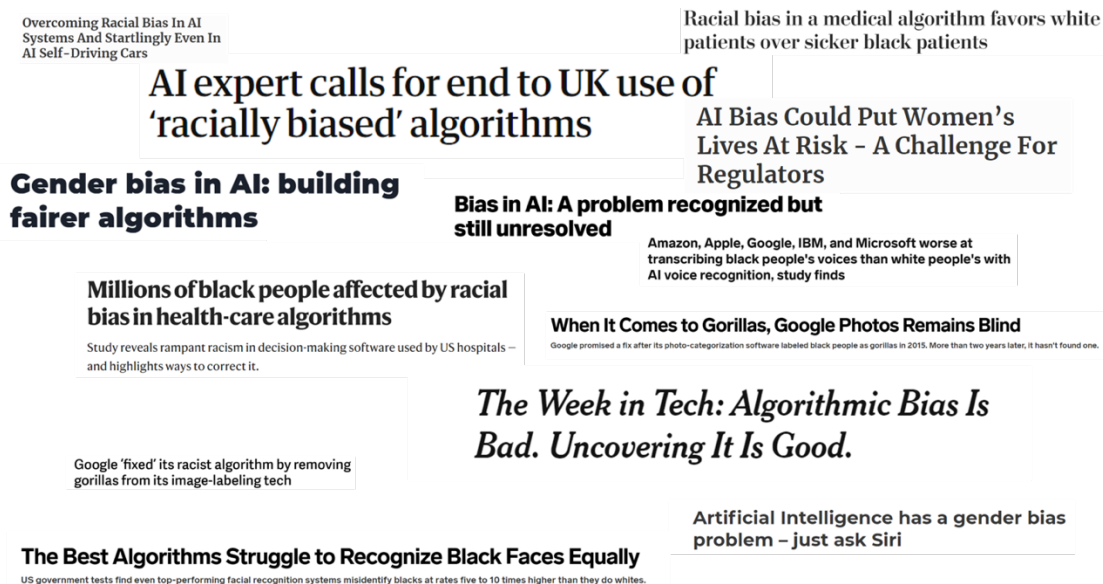 Overcoming Racial Bias In AI
Systems And Startlingly Even In
AI Self-Driving Cars
Racial bias in a medical algorithm favors white
patients over sicker black patients
AI expert calls for end to UK use of
‘racially biased’ algorithms
AI Bias Could Put Women’s
Lives At Risk - A Challenge For
Regulators
Gender bias in AI: building
fairer algorithms
Bias in AI: A problem recognized but
still unresolved
Amazon, Apple, Google, IBM, and Microsoft worse at
transcribing black people's voices than white people's with
AI voice recognition, study finds
Millions of black people affected by racial
bias in health-care algorithms
Study reveals rampant racism in decision-making software used by US hospitals —
and highlights ways to correct it.
When It Comes to Gorillas, Google Photos Remains Blind
Google promised a fix after its photo-categorization software labeled black people as gorillas in 2015. More than two years later, it hasn't found one.
The Week in Tech: Algorithmic Bias Is
Bad. Uncovering It Is Good.
Google ‘fixed’ its racist algorithm by removing
gorillas from its image-labeling tech
Artificial Intelligence has a gender bias
problem – just ask Siri
The Best Algorithms Struggle to Recognize Black Faces Equally
US government tests find even top-performing facial recognition systems misidentify blacks at rates five to 10 times higher than they do whites.